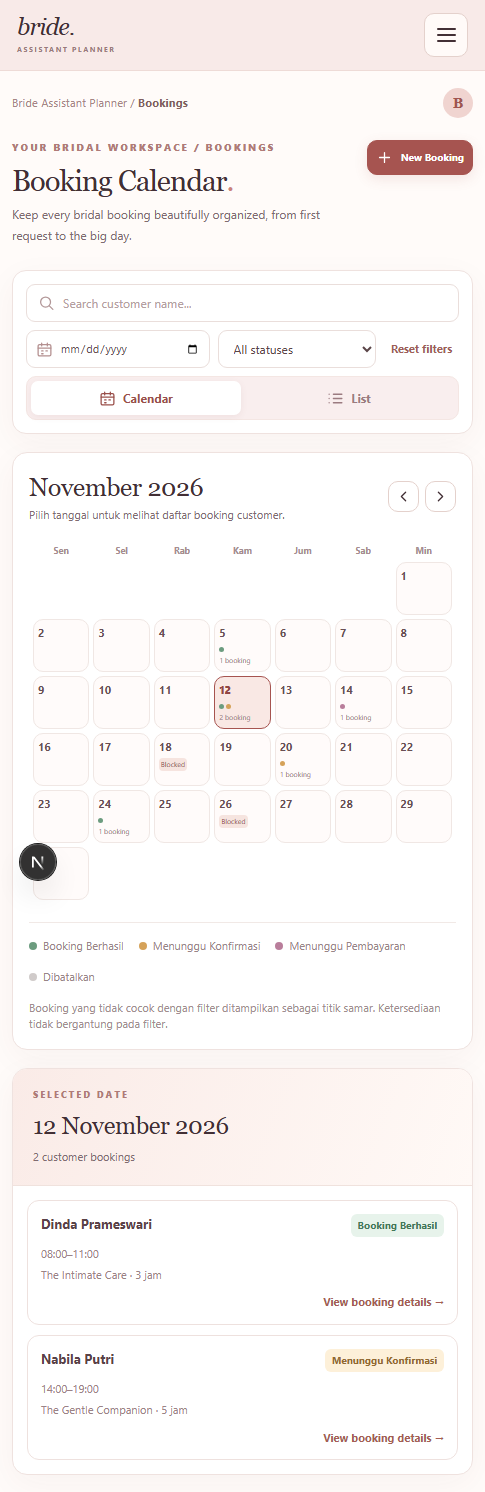 bride.
ASSISTANT PLANNER
Bride Assistant Planner / Bookings
B
YOUR BRIDAL WORKSPACE / BOOKINGS
+ New Booking
Booking Calendar.
Keep every bridal booking beautifully organized, from first
request to the big day.
Search customer name...
mm/dd/yyyy
All statuses
Reset filters
Calendar
List
November 2026
Pilih tanggal untuk melihat daftar booking customer.
Sen Sel Rab Kam Jum Sab Min
1
2 3 4 5 6 7 8
1 booking
9 10 11 12 13 14 15
2 booking 1 booking
16 17 18 19 20 21 22
Blocked 1 booking
23 24 25 26 27 28 29
1 booking Blocked
N
Booking Berhasil Menunggu Konfirmasi Menunggu Pembayaran
Dibatalkan
Booking yang tidak cocok dengan filter ditampilkan sebagai titik samar. Ketersediaan
tidak bergantung pada filter.
SELECTED DATE
12 November 2026
2 customer bookings
Dinda Prameswari
Booking Berhasil
08:00–11:00
The Intimate Care · 3 jam
View booking details →
Nabila Putri
Menunggu Konfirmasi
14:00–19:00
The Gentle Companion · 5 jam
View booking details →